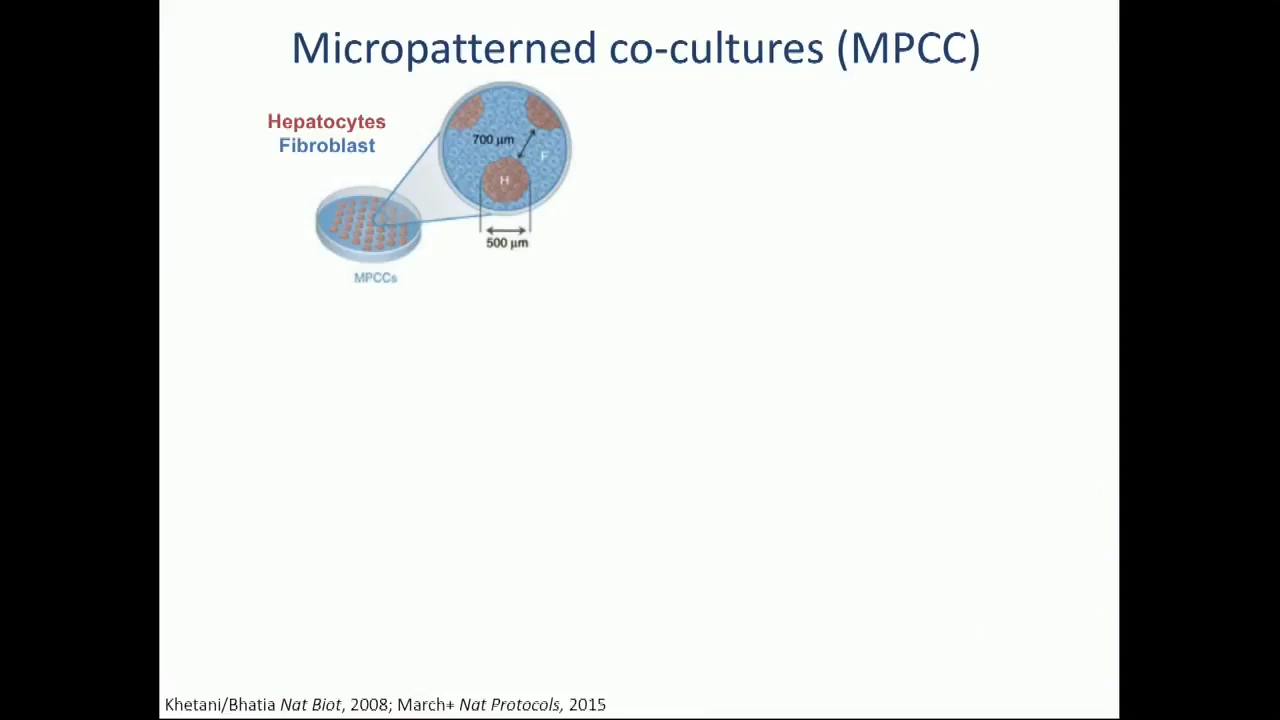 Micropatterned co-cultures (MPCC)
Hepatocytes
Fibroblast
700 µm
F
H
500 µm
MPCCs
Khetani/Bhatia Nat Biot, 2008; March+ Nat Protocols, 2015